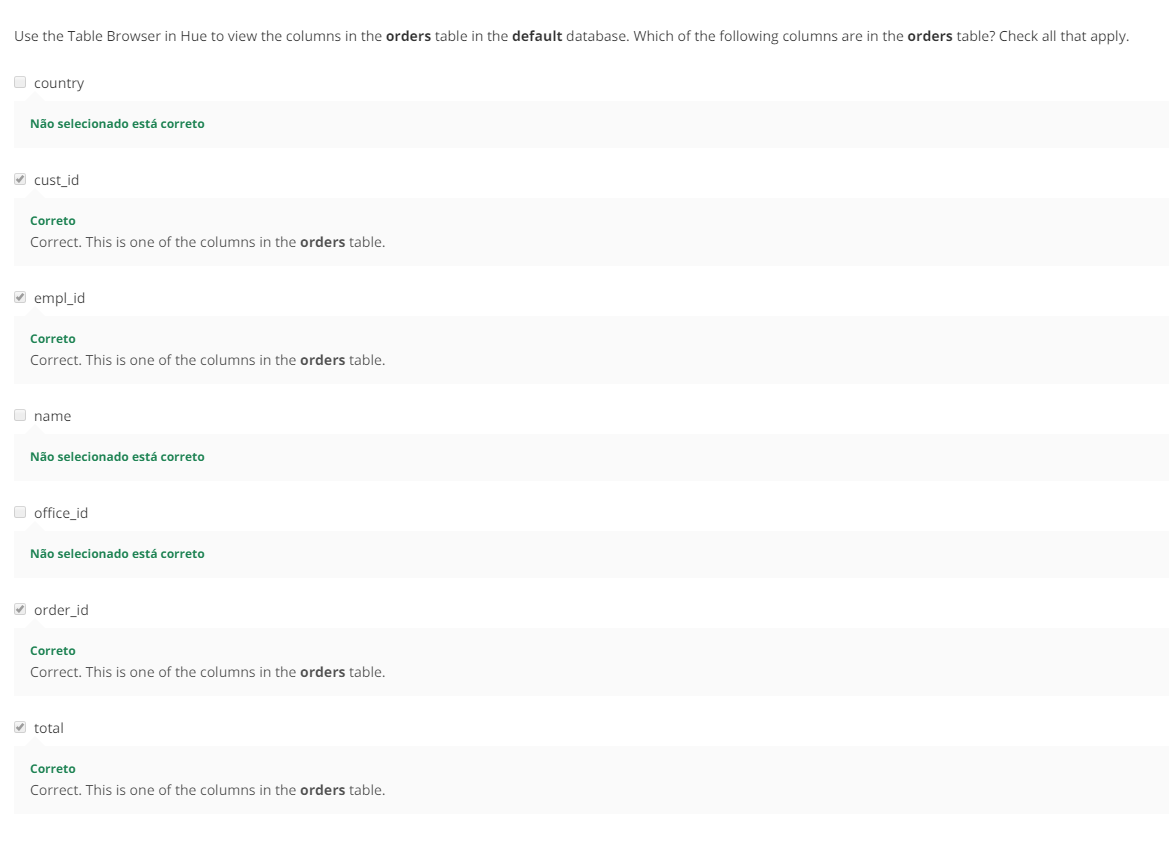 Use the Table Browser in Hue to view the columns in the orders table in the default database. Which of the following columns are in the orders table? Check all that apply.
country
Não selecionado está correto
cust_id
Correto
Correct. This is one of the columns in the orders table.
empl_id
Correto
Correct. This is one of the columns in the orders table.
name
Não selecionado está correto
office_id
Não selecionado está correto
order_id
Correto
Correct. This is one of the columns in the orders table.
total
Correto
Correct. This is one of the columns in the orders table.